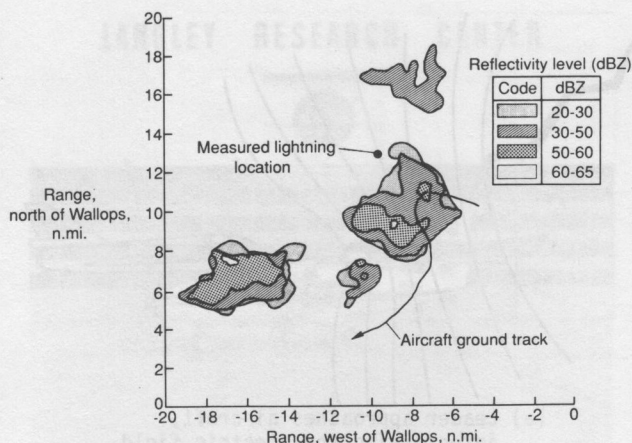 LANGLEY RESEARCH CENTER
20
18
16
14
12
10
8
6
4
2
0
Range,
north of Wallops,
n.mi.
Measured lightning
location
Aircraft ground track
Reflectivity level (dBZ)
Code dBZ
20-30
30-50
50-60
60-65
-20 -18 -16 -14 -12 -10 -8 -6 -4 -2 0
Range, west of Wallops, n.mi.